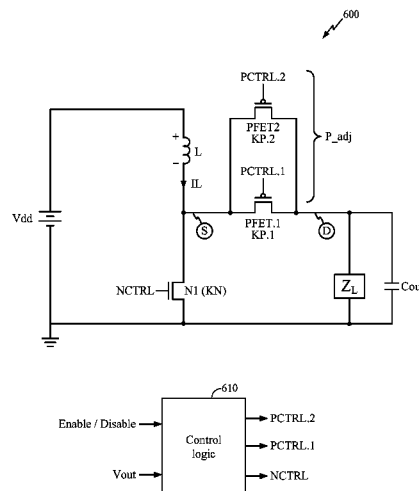 600
PCTRL.2
PFET2
KP.2
P_adj
+
L
−
PCTRL.1
IL
PFET.1
KP.1
Vdd
S
D
NCTRL
N1 (KN)
ZL
Cou
610
Enable / Disable
Control
logic
PCTRL.2
PCTRL.1
Vout
NCTRL